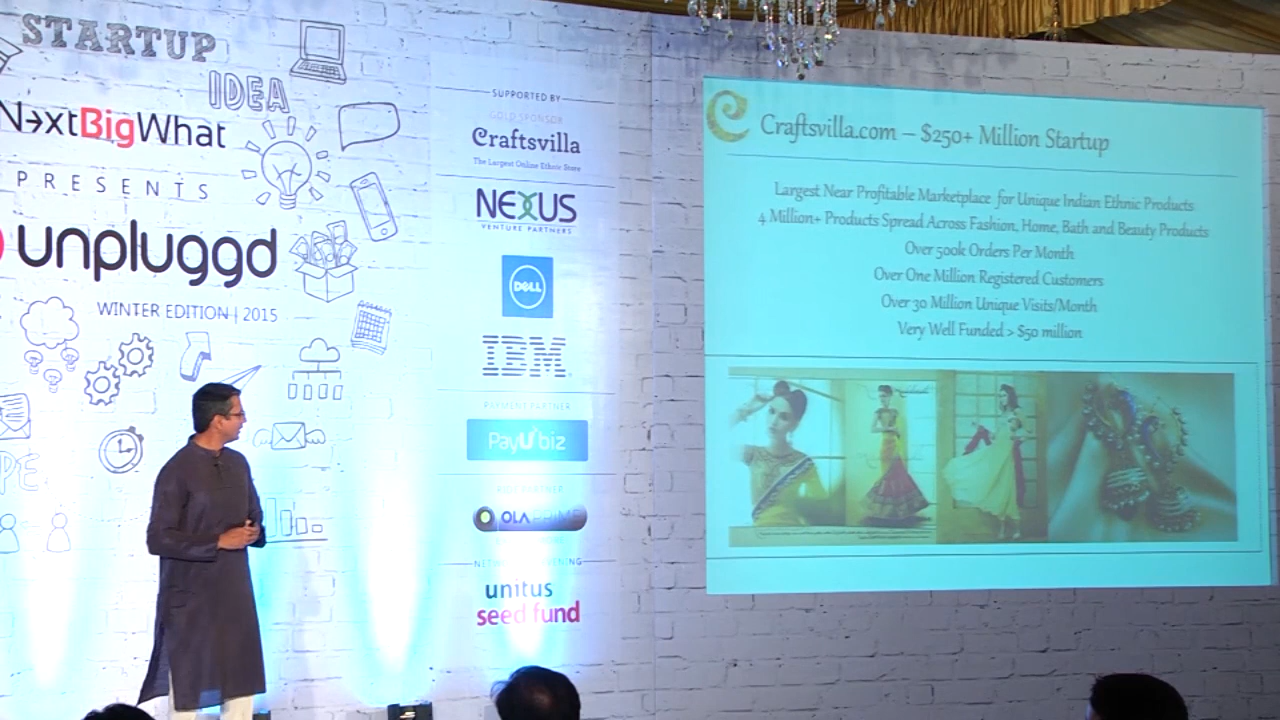 STARTUP
IDEA
NextBigWhat
PRESENTS
unpluggd
WINTER EDITION | 2015
SUPPORTED BY
GOLD SPONSOR
Craftsvilla
The Largest Online Ethnic Store
NEXUS
VENTURE PARTNERS
DELL
IBM
PAYMENT PARTNER
PayU biz
OLA
unitus
seed fund
Craftsvilla.com – $250+ Million Startup
Largest Near Profitable Marketplace for Unique Indian Ethnic Products
4 Million+ Products Spread Across Fashion, Home, Bath and Beauty Products
Over 500k Orders Per Month
Over One Million Registered Customers
Over 30 Million Unique Visits/Month
Very Well Funded > $50 million